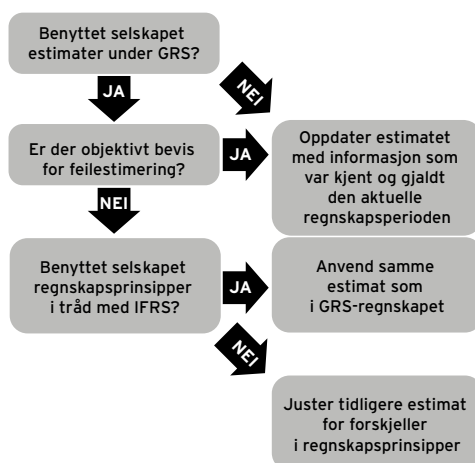 Benyttet selskapet
estimater under GRS?
JA
NEI
Er der objektivt bevis
for feilestimering?
JA
Oppdater estimatet
med informasjon som
var kjent og gjaldt
den aktuelle
regnskapsperioden
NEI
Benyttet selskapet
regnskapsprinsipper
i tråd med IFRS?
JA
Anvend samme
estimat som
i GRS-regnskapet
NEI
Juster tidligere estimat
for forskjeller
i regnskapsprinsipper